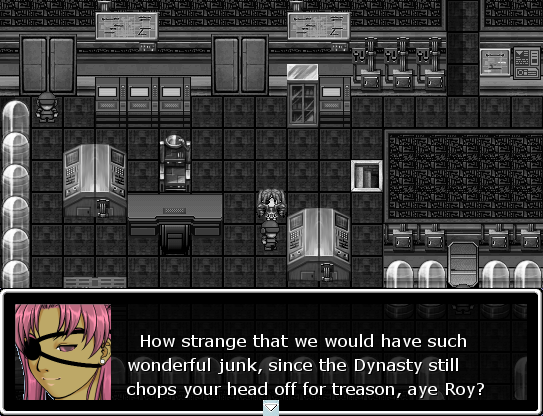 How strange that we would have such
wonderful junk, since the Dynasty still
chops your head off for treason, aye Roy?